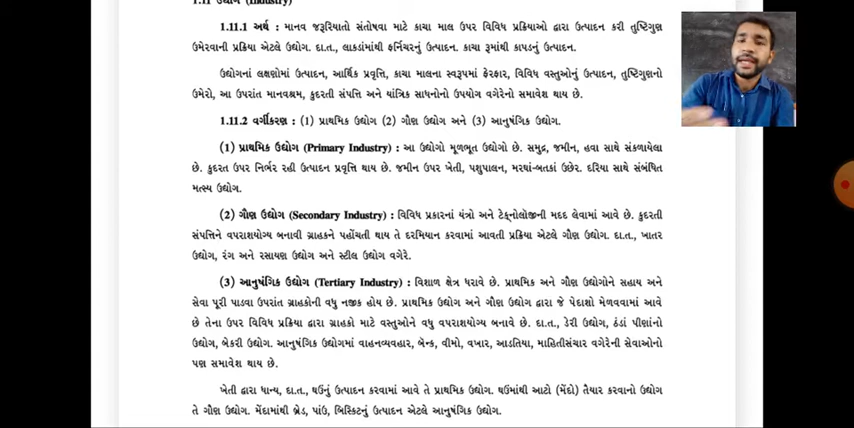 1.11 ઉદ્યોગ (Industry)
1.11.1 અર્થ : માનવ જરૂરિયાતો સંતોષવા માટે કાચા માલ ઉપર વિવિધ પ્રક્રિયાઓ દ્વારા ઉત્પાદન કરી તુષ્ટિગુણ
ઉમેરવાની પ્રક્રિયા એટલે ઉદ્યોગ. દા.ત., લાકડાંમાંથી ફર્નિચરનું ઉત્પાદન. કાચા રૂમાંથી કાપડનું ઉત્પાદન.
ઉદ્યોગનાં લક્ષણોમાં ઉત્પાદન, આર્થિક પ્રવૃત્તિ, કાચા માલના સ્વરૂપમાં ફેરફાર, વિવિધ વસ્તુઓનું ઉત્પાદન, તુષ્ટિગુણનો
ઉમેરો, આ ઉપરાંત માનવશ્રમ, કુદરતી સંપત્તિ અને યાંત્રિક સાધનોનો ઉપયોગ વગેરેનો સમાવેશ થાય છે.
1.11.2 વર્ગીકરણ : (1) પ્રાથમિક ઉદ્યોગ (2) ગૌણ ઉદ્યોગ અને (3) આનુષંગિક ઉદ્યોગ.
(1) પ્રાથમિક ઉદ્યોગ (Primary Industry) : આ ઉદ્યોગો મૂળભૂત ઉદ્યોગો છે. સમુદ્ર, જમીન, હવા સાથે સંકળાયેલા
છે. કુદરત ઉપર નિર્ભર રહી ઉત્પાદન પ્રવૃત્તિ થાય છે. જમીન ઉપર ખેતી, પશુપાલન, મરઘાં-બતકાં ઉછેર. દરિયા સાથે સંબંધિત
મત્સ્ય ઉદ્યોગ.
(2) ગૌણ ઉદ્યોગ (Secondary Industry) : વિવિધ પ્રકારનાં યંત્રો અને ટેક્નોલૉજીની મદદ લેવામાં આવે છે. કુદરતી
સંપત્તિને વપરાશયોગ્ય બનાવી ગ્રાહકને પહોંચતી થાય તે દરમિયાન કરવામાં આવતી પ્રક્રિયા એટલે ગૌણ ઉદ્યોગ. દા.ત., ખાતર
ઉદ્યોગ, રંગ અને રસાયણ ઉદ્યોગ અને સ્ટીલ ઉદ્યોગ વગેરે.
(3) આનુષંગિક ઉદ્યોગ (Tertiary Industry) : વિશાળ ક્ષેત્ર ધરાવે છે. પ્રાથમિક અને ગૌણ ઉદ્યોગોને સહાય અને
સેવા પૂરી પાડવા ઉપરાંત ગ્રાહકોની વધુ નજીક હોય છે. પ્રાથમિક ઉદ્યોગ અને ગૌણ ઉદ્યોગ દ્વારા જે પેદાશો મેળવવામાં આવે
છે તેના ઉપર વિવિધ પ્રક્રિયા દ્વારા ગ્રાહકો માટે વસ્તુઓને વધુ વપરાશયોગ્ય બનાવે છે. દા.ત., ડેરી ઉદ્યોગ, ઠંડાં પીણાંનો
ઉદ્યોગ, બેકરી ઉદ્યોગ. આનુષંગિક ઉદ્યોગમાં વાહનવ્યવહાર, બૅન્ક, વીમો, વખાર, આડતિયા, માહિતીસંચાર વગેરેની સેવાઓનો
પણ સમાવેશ થાય છે.
ખેતી દ્વારા ધાન્ય, દા.ત., ઘઉંનું ઉત્પાદન કરવામાં આવે તે પ્રાથમિક ઉદ્યોગ. ઘઉંમાંથી આટો (મેંદો) તૈયાર કરવાનો ઉદ્યોગ
તે ગૌણ ઉદ્યોગ. મેંદામાંથી બ્રેડ, પાંઉ, બિસ્કિટનું ઉત્પાદન એટલે આનુષંગિક ઉદ્યોગ.